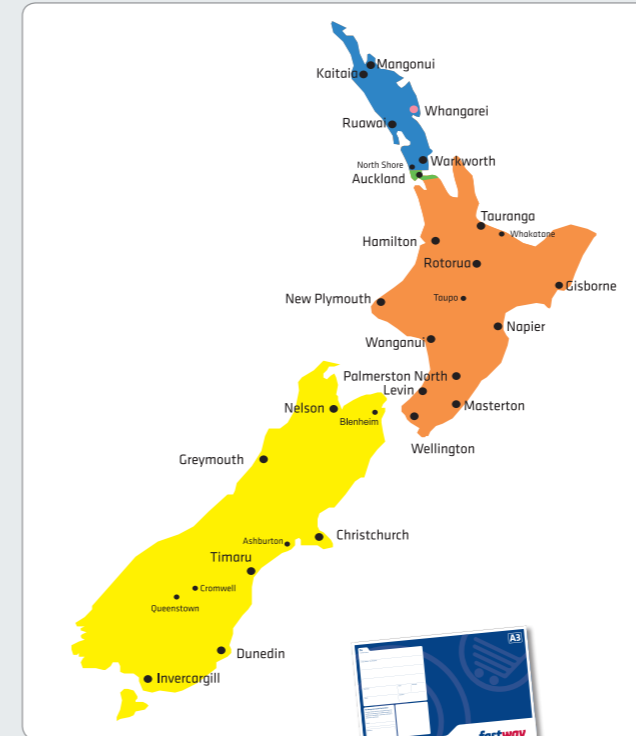 Mangonui
Kaitaia
Whangarei
Ruawai
Warkworth
North Shore
Auckland
Tauranga
Whakatane
Hamilton
Rotorua
Gisborne
New Plymouth
Taupo
Napier
Wanganui
Palmerston North
Levin
Masterton
Nelson
Blenheim
Wellington
Greymouth
Christchurch
Ashburton
Timaru
Cromwell
Queenstown
Dunedin
Invercargill
A3
fastway